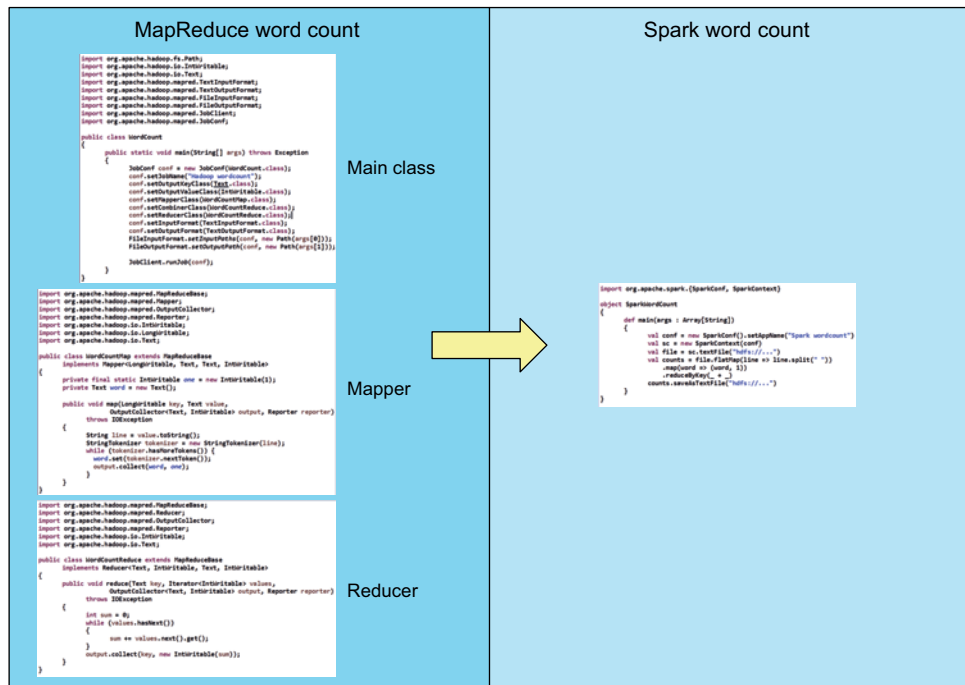 MapReduce word count
import org.apache.hadoop.fs.Path;
import org.apache.hadoop.io.IntWritable;
import org.apache.hadoop.io.Text;
import org.apache.hadoop.mapred.TextInputFormat;
import org.apache.hadoop.mapred.TextOutputFormat;
import org.apache.hadoop.mapred.FileInputFormat;
import org.apache.hadoop.mapred.FileOutputFormat;
import org.apache.hadoop.mapred.JobClient;
import org.apache.hadoop.mapred.JobConf;
public class WordCount
{
public static void main(String[] args) throws Exception
{
JobConf conf = new JobConf(WordCount.class);
conf.setJobName("Hadoop wordcount");
conf.setOutputKeyClass(Text.class);
conf.setOutputValueClass(IntWritable.class);
conf.setMapperClass(WordCountMap.class);
conf.setCombinerClass(WordCountReduce.class);
conf.setReducerClass(WordCountReduce.class);
conf.setInputFormat(TextInputFormat.class);
conf.setOutputFormat(TextOutputFormat.class);
FileInputFormat.setInputPaths(conf, new Path(args[0]));
FileOutputFormat.setOutputPath(conf, new Path(args[1]));
JobClient.runJob(conf);
}
}
Main class
import org.apache.hadoop.mapred.MapReduceBase;
import org.apache.hadoop.mapred.Mapper;
import org.apache.hadoop.mapred.OutputCollector;
import org.apache.hadoop.mapred.Reporter;
import org.apache.hadoop.io.IntWritable;
import org.apache.hadoop.io.LongWritable;
import org.apache.hadoop.io.Text;
public class WordCountMap extends MapReduceBase
implements Mapper<LongWritable, Text, Text, IntWritable>
{
private final static IntWritable one = new IntWritable(1);
private Text word = new Text();
public void map(LongWritable key, Text value,
OutputCollector<Text, IntWritable> output, Reporter reporter)
throws IOException
{
String line = value.toString();
StringTokenizer tokenizer = new StringTokenizer(line);
while (tokenizer.hasMoreTokens()) {
word.set(tokenizer.nextToken());
output.collect(word, one);
}
}
}
Mapper
import org.apache.hadoop.mapred.MapReduceBase;
import org.apache.hadoop.mapred.Reducer;
import org.apache.hadoop.mapred.OutputCollector;
import org.apache.hadoop.mapred.Reporter;
import org.apache.hadoop.io.IntWritable;
import org.apache.hadoop.io.Text;
public class WordCountReduce extends MapReduceBase
implements Reducer<Text, IntWritable, Text, IntWritable>
{
public void reduce(Text key, Iterator<IntWritable> values,
OutputCollector<Text, IntWritable> output, Reporter reporter)
throws IOException
{
int sum = 0;
while (values.hasNext())
{
sum += values.next().get();
}
output.collect(key, new IntWritable(sum));
}
}
Reducer
Spark word count
import org.apache.spark.{SparkConf, SparkContext}
object SparkWordCount
{
def main(args : Array[String])
{
val conf = new SparkConf().setAppName("Spark wordcount")
val sc = new SparkContext(conf)
val file = sc.textFile("hdfs://...")
val counts = file.flatMap(line => line.split(" "))
.map(word => (word, 1))
.reduceByKey(_ + _)
counts.saveAsTextFile("hdfs://...")
}
}